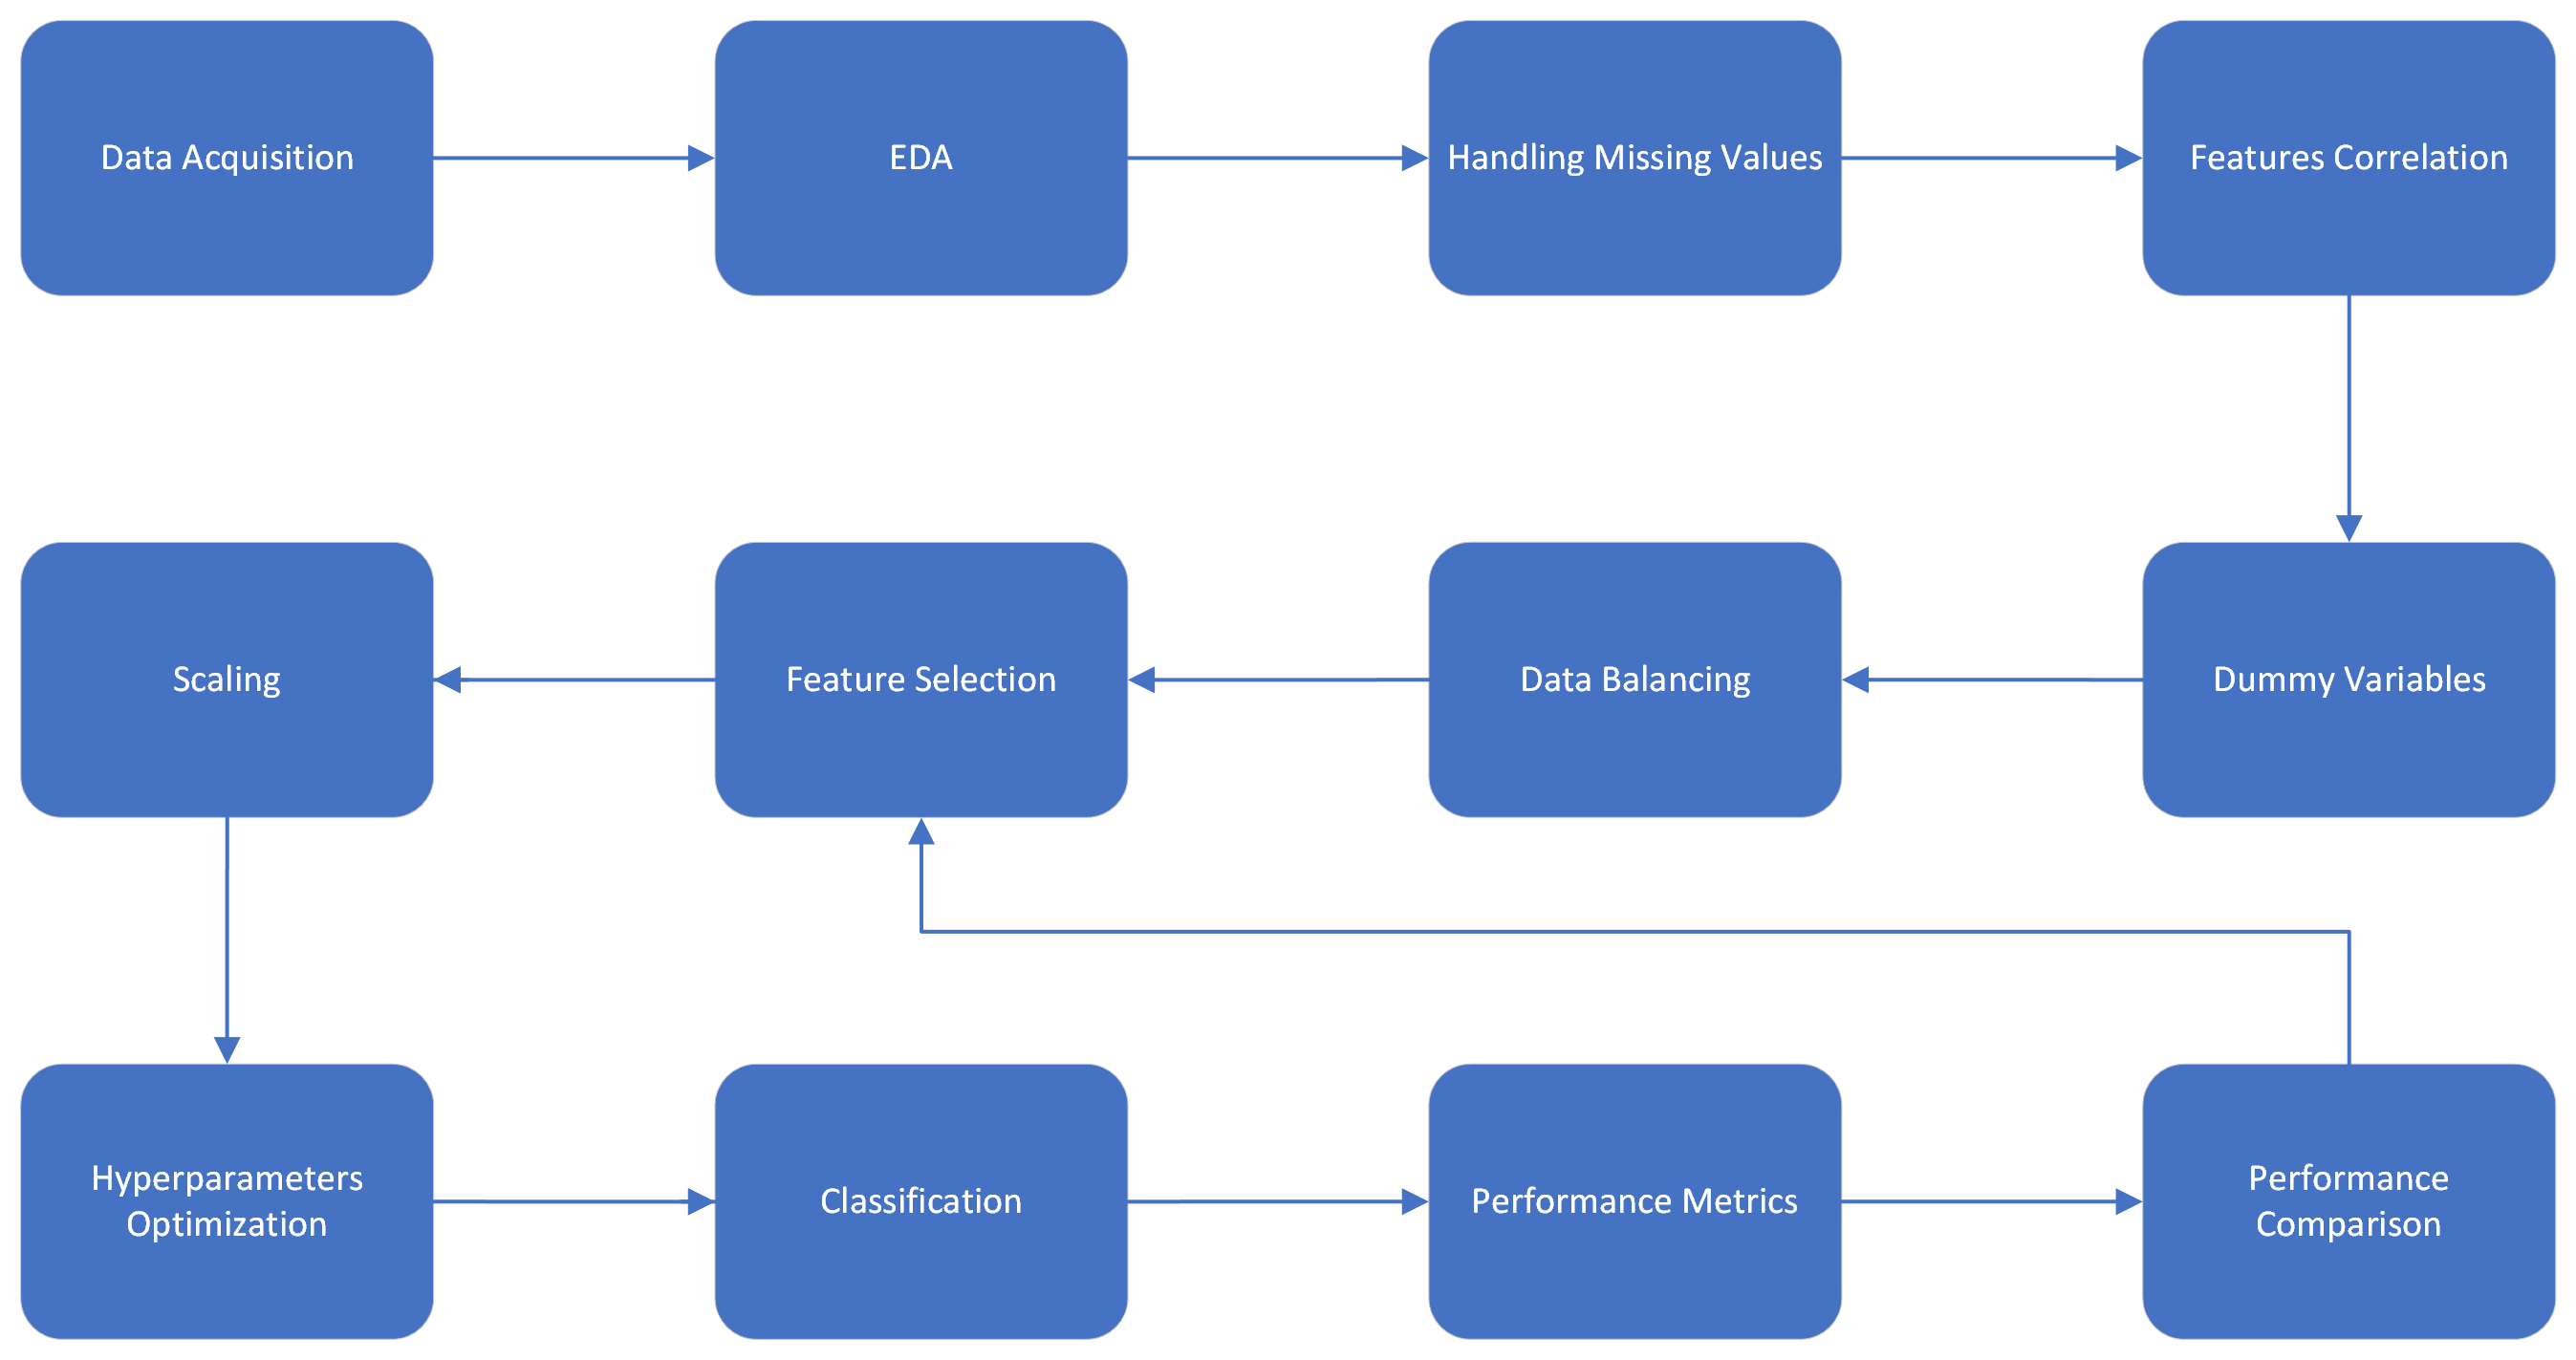 Data Acquisition
EDA
Handling Missing Values
Features Correlation
Scaling
Feature Selection
Data Balancing
Dummy Variables
Hyperparameters
Optimization
Classification
Performance Metrics
Performance
Comparison